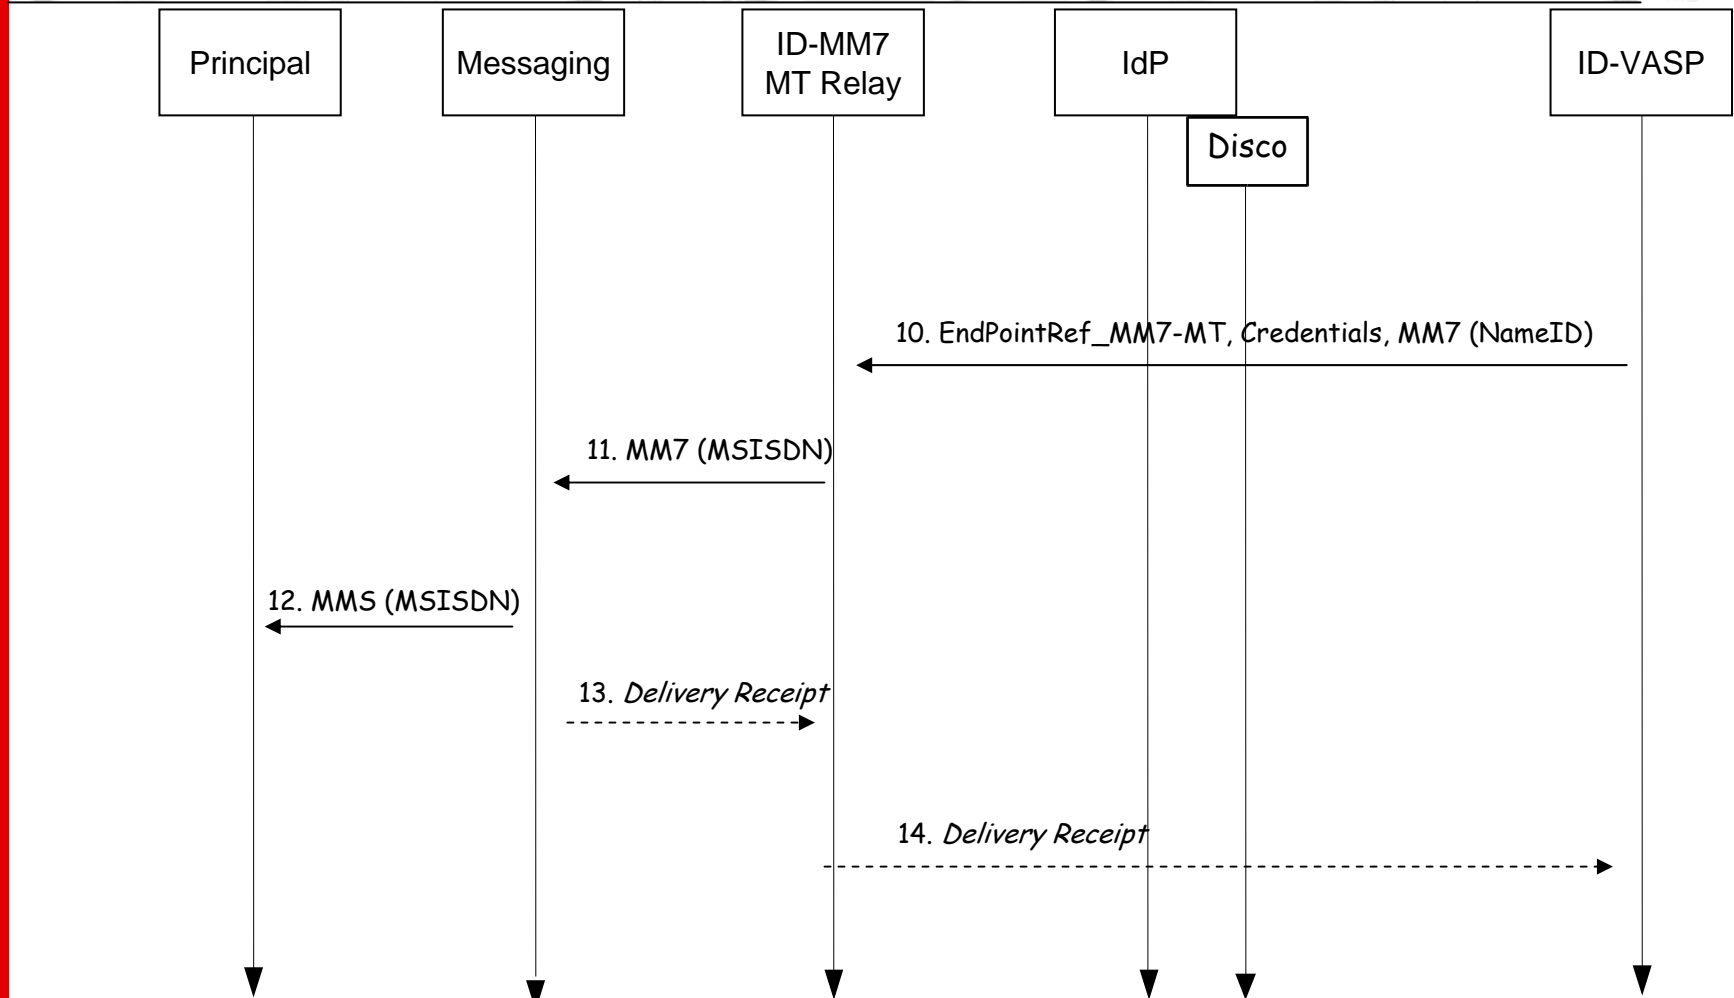 Principal
Messaging
ID-MM7
MT Relay
IdP
ID-VASP
Disco
10. EndPointRef_MM7-MT, Credentials, MM7 (NameID)
11. MM7 (MSISDN)
12. MMS (MSISDN)
13. Delivery Receipt
14. Delivery Receipt